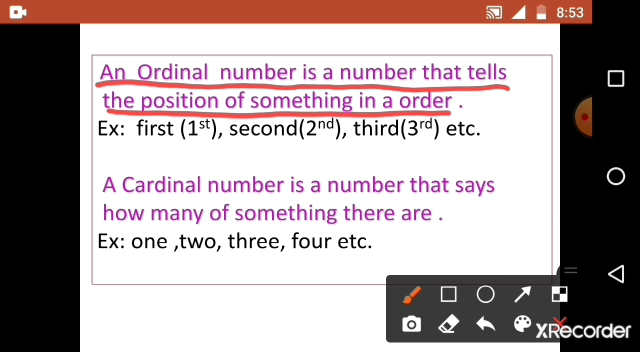 8:53
An Ordinal number is a number that tells
the position of something in a order .
Ex: first (1st), second(2nd), third(3rd) etc.
A Cardinal number is a number that says
how many of something there are .
Ex: one ,two, three, four etc.
XRecorder